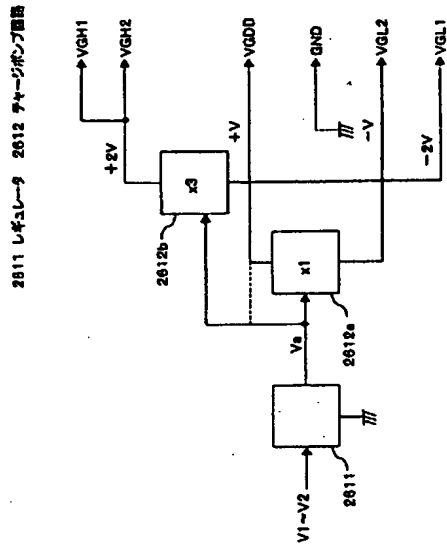 2611 レギュレータ 2612 チャージポンプ回路
VGH1
VGH2
VGDD
GND
VGL2
VGL1
+2V
+V
−V
−2V
x3
2612b
x1
2612a
Va
2611
V1~V2